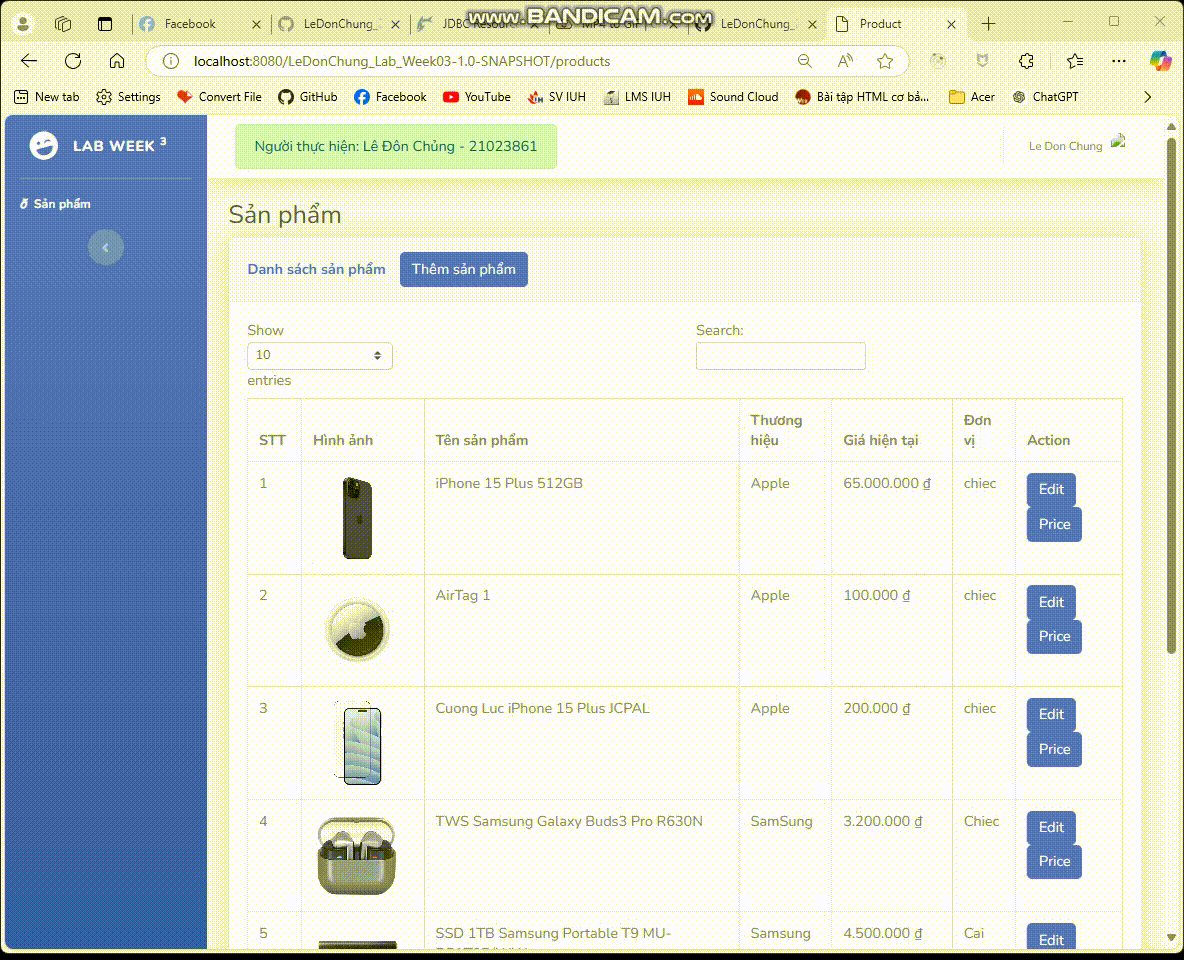 www.BANDICAM.com
Facebook
LeDonChung_
LeDonChung_
Product
localhost:8080/LeDonChung_Lab_Week03-1.0-SNAPSHOT/products
New tab Settings Convert File GitHub Facebook YouTube SV IUH LMS IUH Sound Cloud Bài tập HTML cơ bả... Acer ChatGPT
LAB WEEK 3
Người thực hiện: Lê Đôn Chủng - 21023861
Le Don Chung
Sản phẩm
Sản phẩm
Danh sách sản phẩm Thêm sản phẩm
Show
Search:
10
entries
STT Hình ảnh Tên sản phẩm Thương hiệu Giá hiện tại Đơn vị Action
1 iPhone 15 Plus 512GB Apple 65.000.000 ₫ chiec Edit
Price
2 AirTag 1 Apple 100.000 ₫ chiec Edit
Price
3 Cuong Luc iPhone 15 Plus JCPAL Apple 200.000 ₫ chiec Edit
Price
4 TWS Samsung Galaxy Buds3 Pro R630N SamSung 3.200.000 ₫ Chiec Edit
Price
5 SSD 1TB Samsung Portable T9 MU- Samsung 4.500.000 ₫ Cai Edit